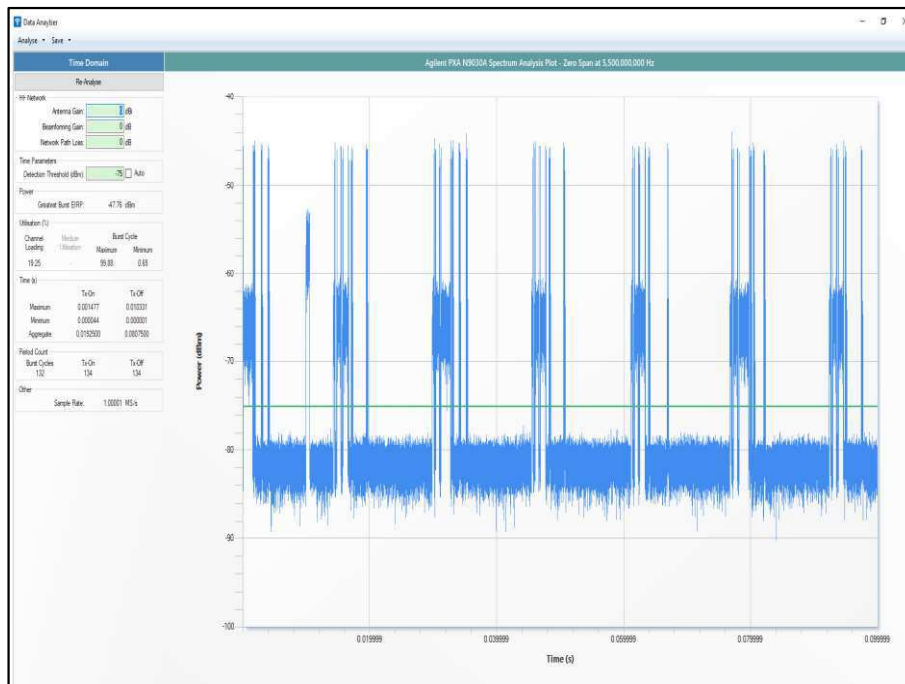 Data Analyser
Analyse Save
Time Domain
Agilent PXA N9030A Spectrum Analysis Plot - Zero Span at 5,500,000,000 Hz
Re-Analyse
RF Network
Antenna Gain: dBi
Beamforming Gain: 0 dB
Network Path Loss: 0 dB
Time Parameters
Detection Threshold (dBm): -75 Auto
Power
Greatest Burst EIRP: -47.76 dBm
Utilisation (%)
Channel Loading Medium Utilisation Burst Cycle
Maximum Minimum
19.25 - 99.88 0.65
Time (s)
Tx-On Tx-Off
Maximum 0.001477 0.010331
Minimum 0.000044 0.000001
Aggregate 0.0192500 0.0807500
Period Count
Burst Cycles Tx-On Tx-Off
132 134 134
Other
Sample Rate: 1.00001 MS/s
-40
-50
-60
-70
-80
-90
-100
Power (dBm)
0.019999 0.039999 0.059999 0.079999 0.099999
Time (s)